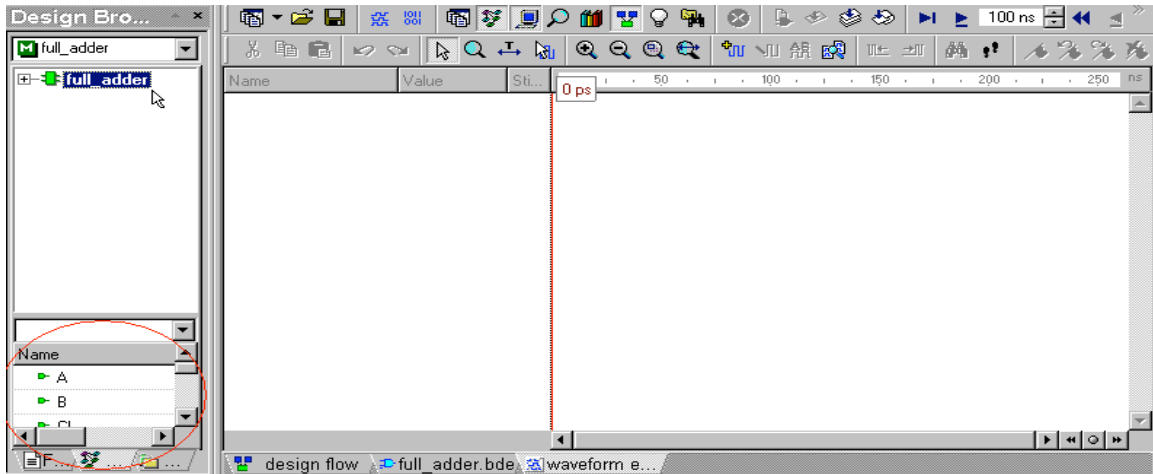 Design Bro...
100 ns
full_adder
full_adder
Name Value Sti... 50 100 150 200 250 ns
0 ps
Name
A
B
CI
F... ... ...
design flow full_adder.bde waveform e...